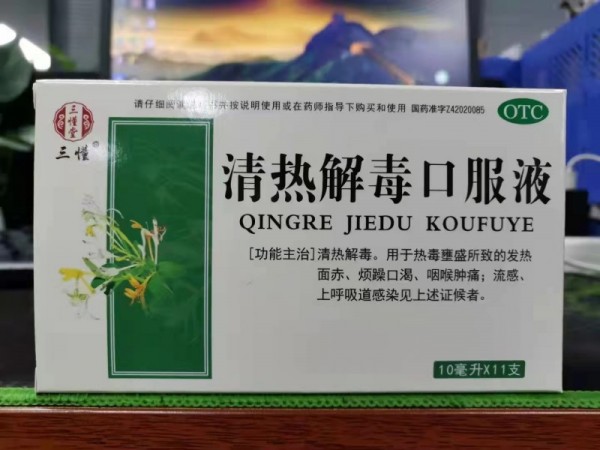 请仔细阅读说明书并按说明使用或在药师指导下购买和使用 国药准字Z42020085
OTC
三惶堂
三惶
清热解毒口服液
QINGRE JIEDU KOUFUYE
[功能主治]清热解毒。用于热毒壅盛所致的发热
面赤、烦躁口渴、咽喉肿痛；流感、
上呼吸道感染见上述证候者。
10毫升X11支